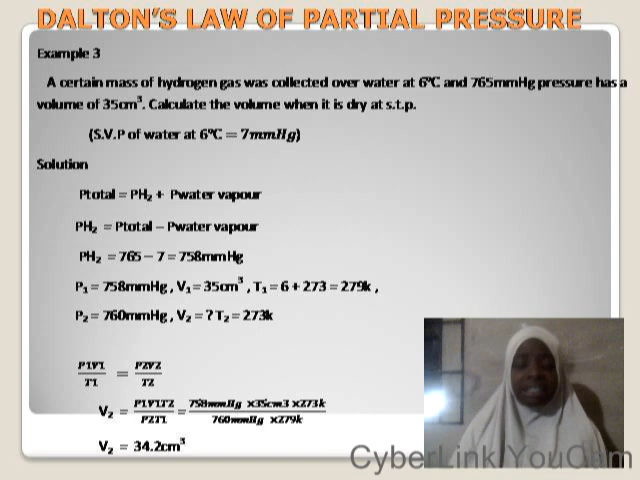 DALTON'S LAW OF PARTIAL PRESSURE
Example 3
A certain mass of hydrogen gas was collected over water at 6⁰C and 765mmHg pressure has a
volume of 35cm³. Calculate the volume when it is dry at s.t.p.
(S.V.P of water at 6⁰C = 7mmHg)
Solution
Ptotal = PH₂ + Pwater vapour
PH₂ = Ptotal – Pwater vapour
PH₂ = 765 – 7 = 758mmHg
P₁ = 758mmHg , V₁ = 35cm³ , T₁ = 6 + 273 = 279k ,
P₂ = 760mmHg , V₂ = ? T₂ = 273k
P1V1/T1 = P2V2/T2
V₂ = P1V1T2/P2T1 = 758mmHg x35cm3 x273k/760mmHg x279k
V₂ = 34.2cm³
CyberLink YouCam